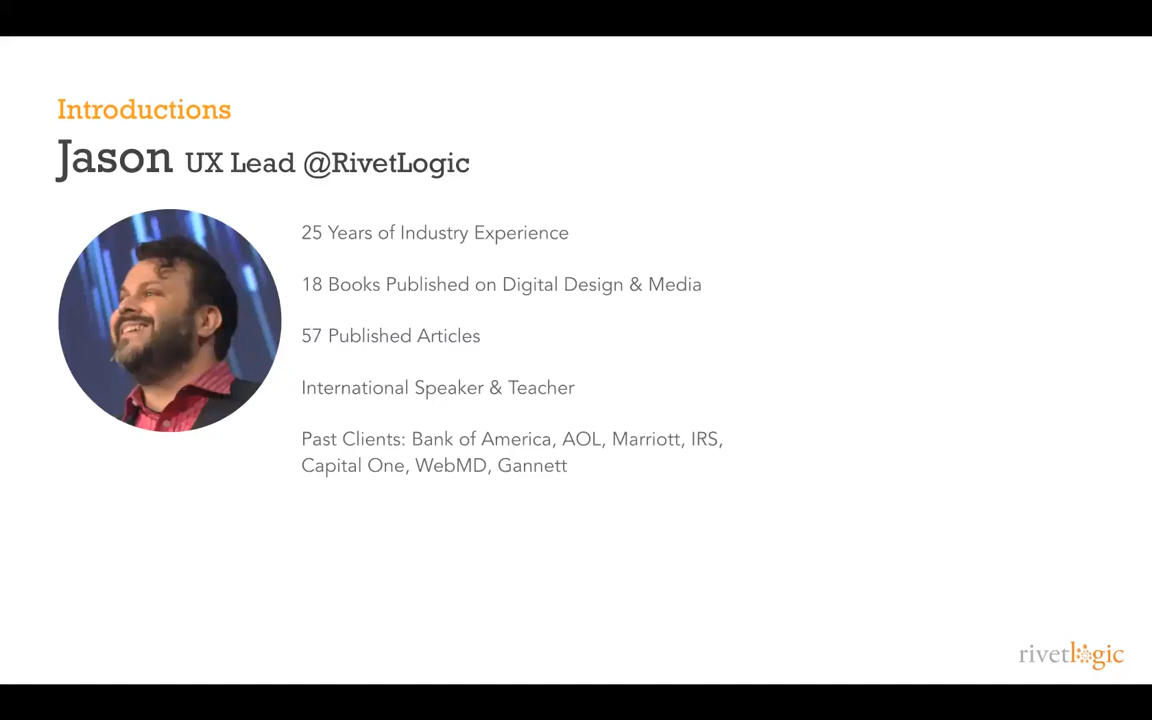 Introductions
Jason UX Lead @RivetLogic
25 Years of Industry Experience
18 Books Published on Digital Design & Media
57 Published Articles
International Speaker & Teacher
Past Clients: Bank of America, AOL, Marriott, IRS,
Capital One, WebMD, Gannett
rivetlogic